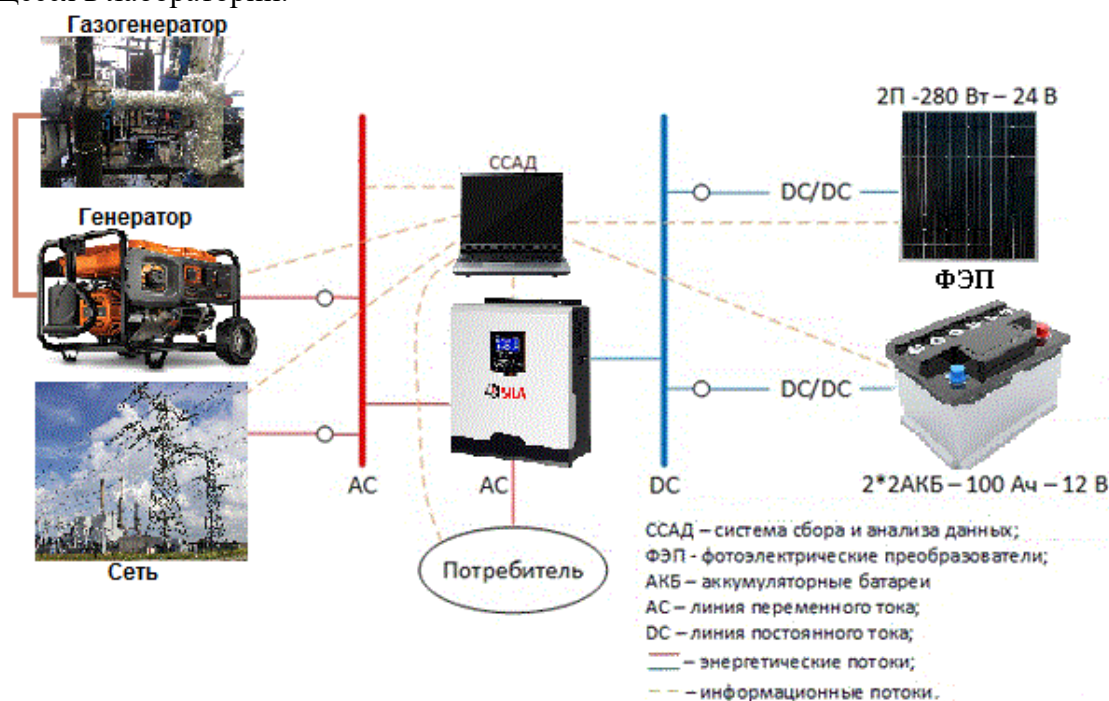 Газогенератор
2П -280 Вт – 24 В
ССАД
DC/DC
Генератор
ФЭП
SILA
DC/DC
AC
AC
DC
2*2АКБ – 100 Ач – 12 В
Сеть
Потребитель
ССАД – система сбора и анализа данных;
ФЭП - фотоэлектрические преобразователи;
АКБ – аккумуляторные батареи
AC – линия переменного тока;
DC – линия постоянного тока;
– энергетические потоки;
– информационные потоки.